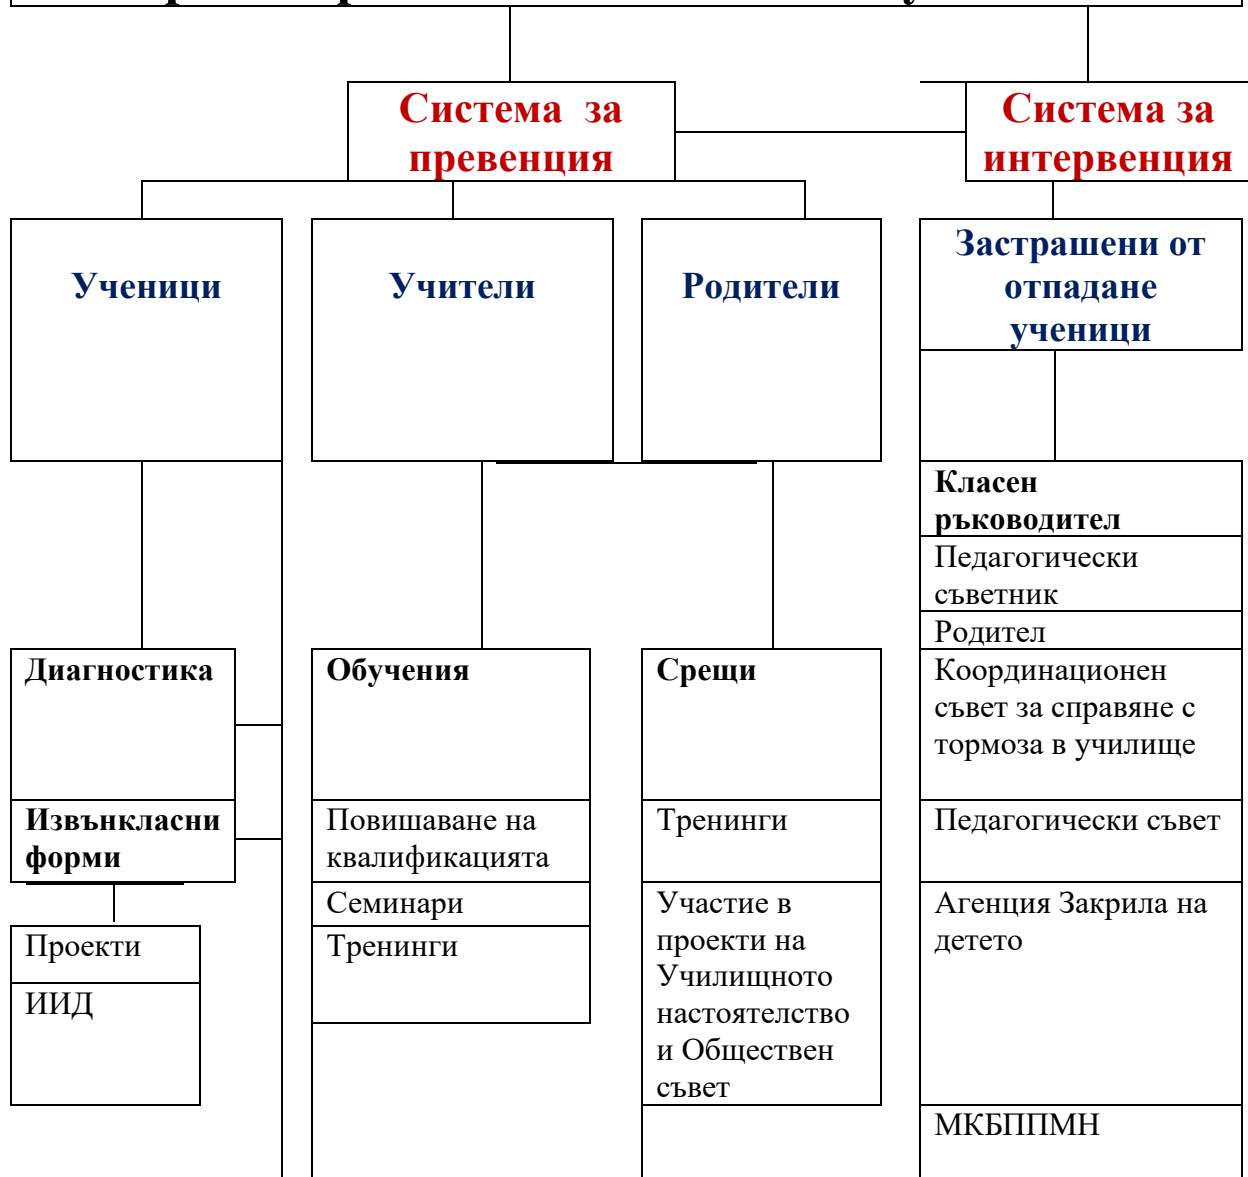 Система за
превенция
Система за
интервенция
Ученици
Учители
Родители
Застрашени от
отпадане
ученици
Класен
ръководител
Педагогически
съветник
Родител
Координационен
съвет за справяне с
тормоза в училище
Педагогически съвет
Агенция Закрила на
детето
МКБППМН
Диагностика
Извънкласни
форми
Проекти
ИИД
Обучения
Повишаване на
квалификацията
Семинари
Тренинги
Срещи
Тренинги
Участие в
проекти на
Училищното
настоятелство
и Обществен
съвет